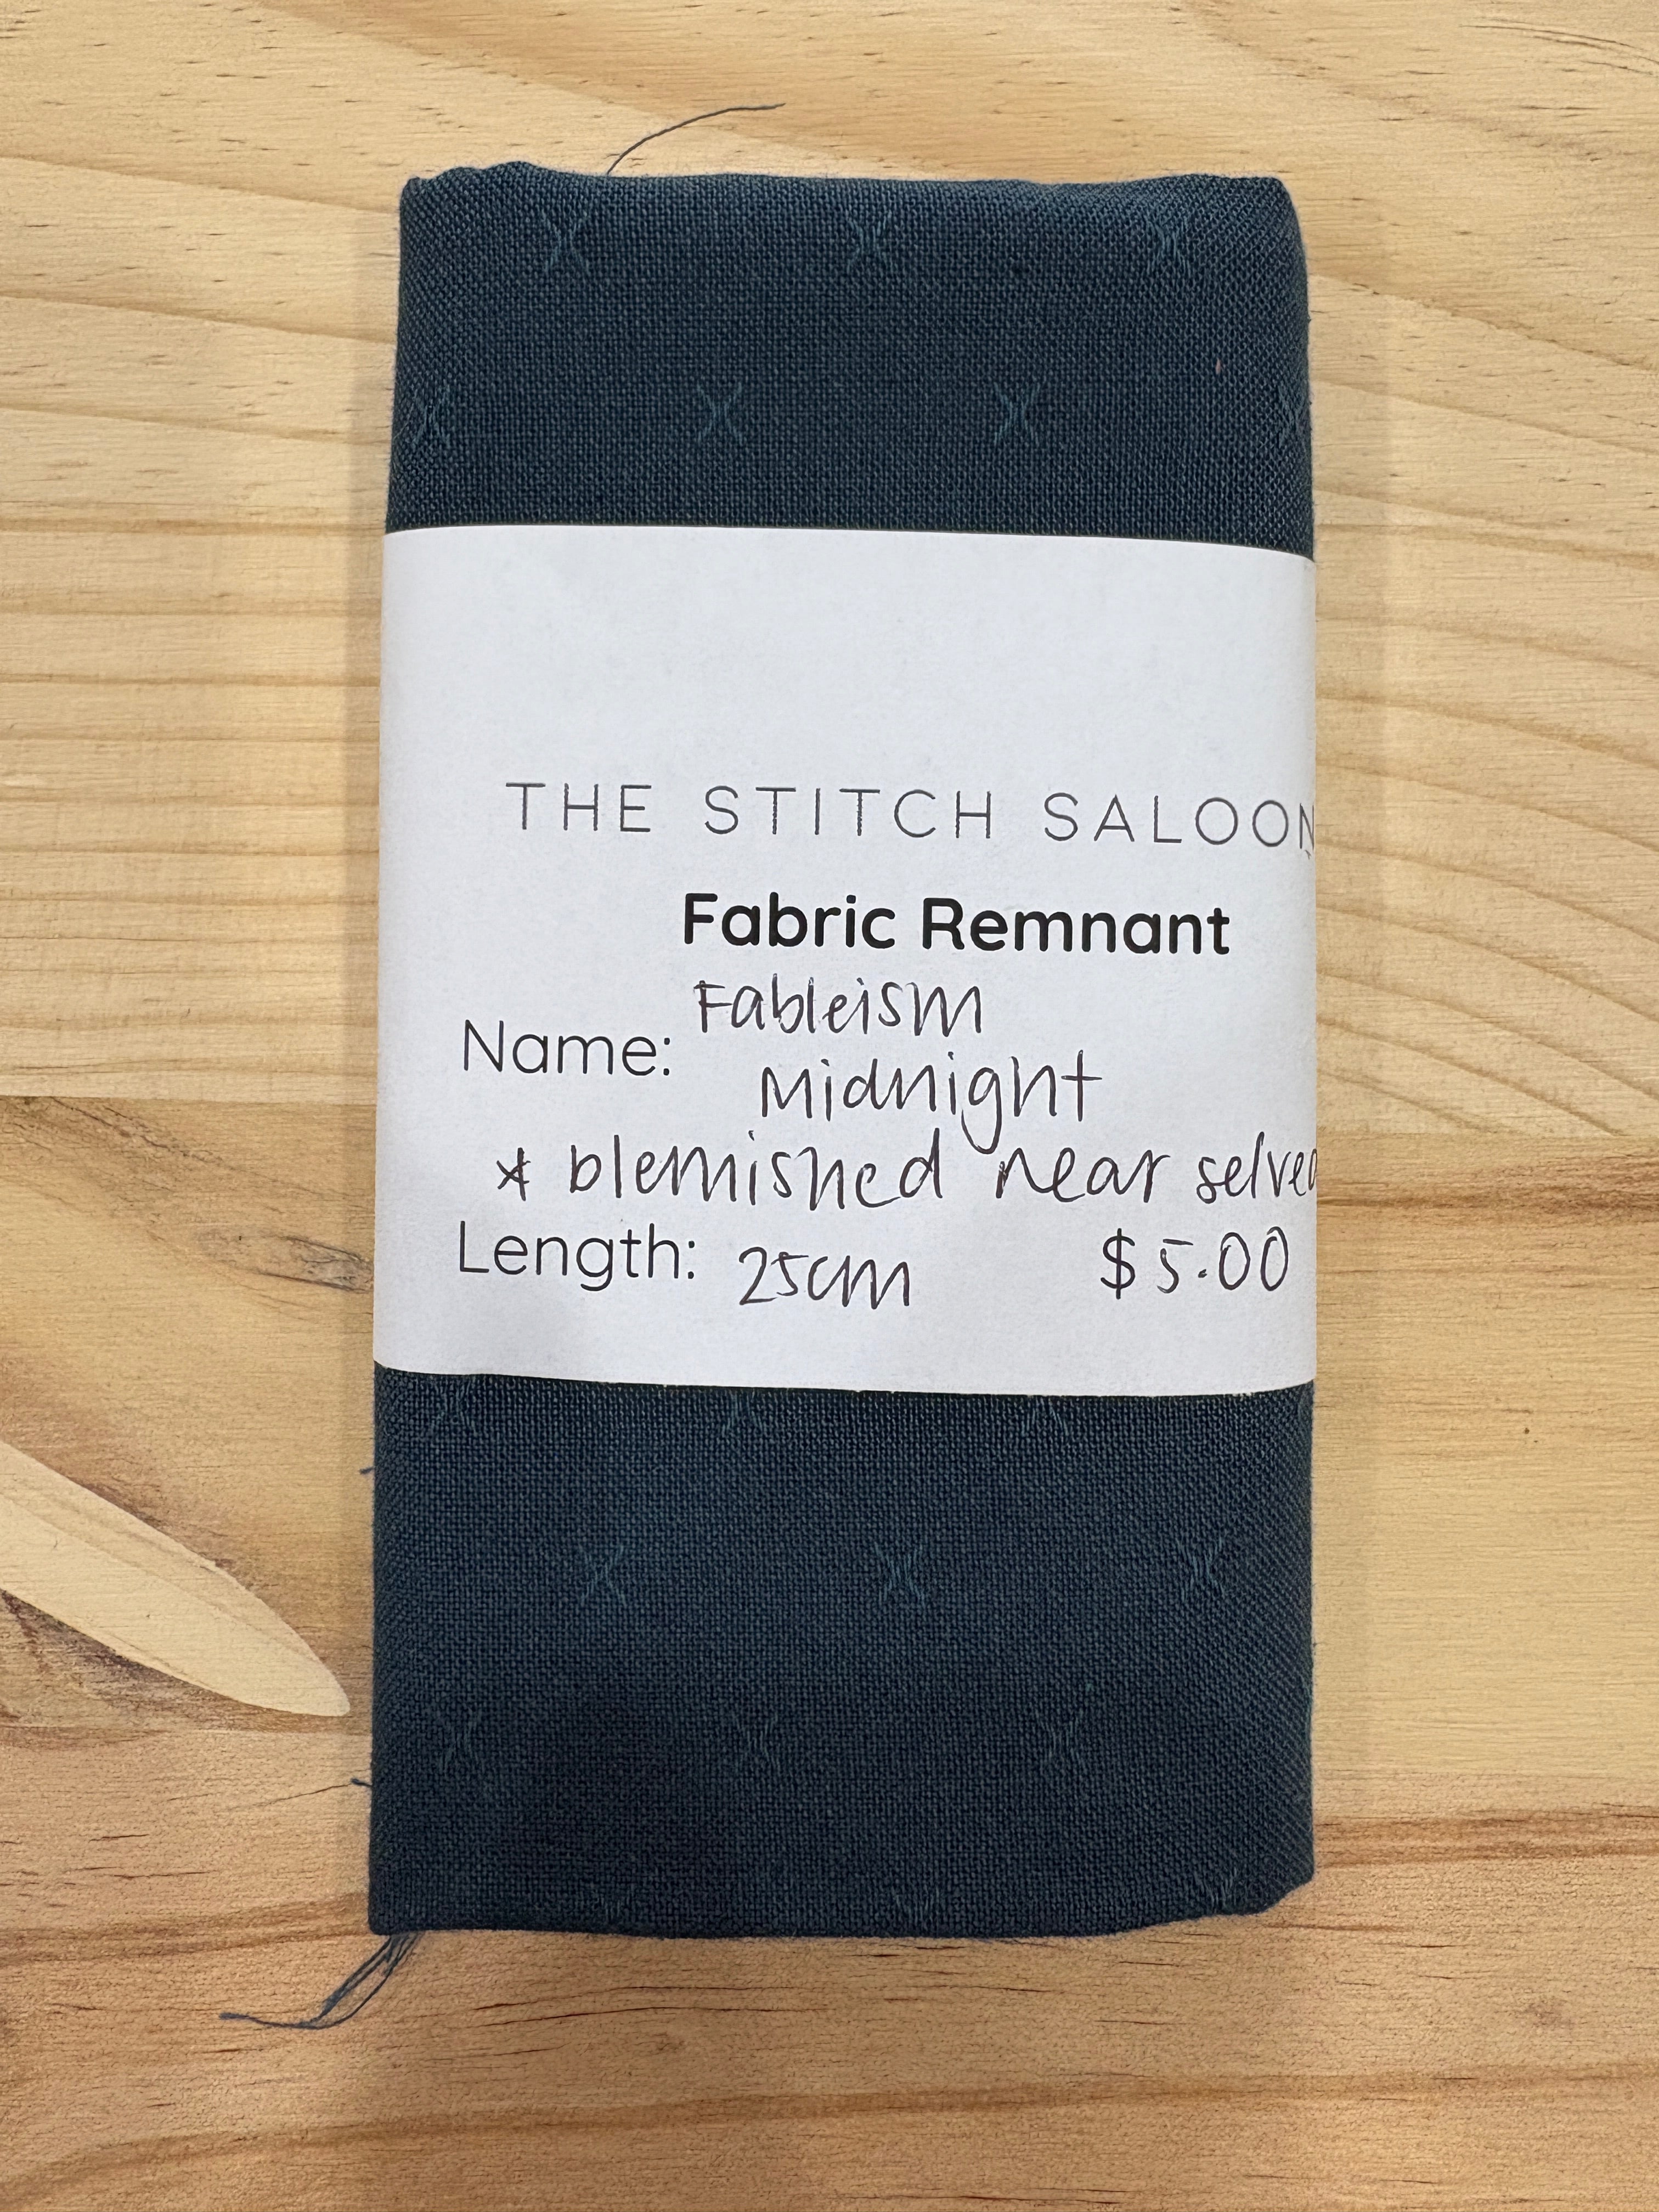 THE STITCH SALOON
Fabric Remnant
Name: Fableism
Midnight
* blemished near
Length: 25cm $5.00